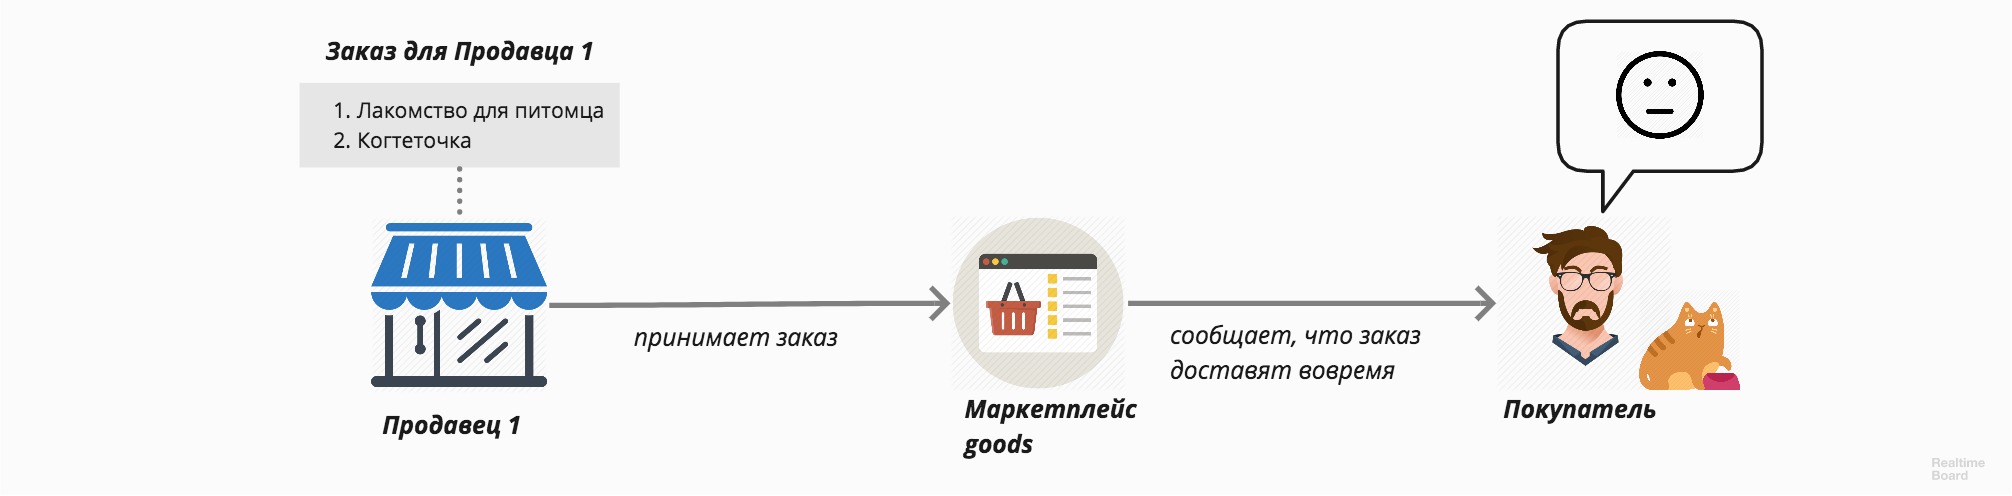 Заказ для Продавца 1
1. Лакомство для питомца
2. Когтеточка
принимает заказ
сообщает, что заказ
доставят вовремя
Продавец 1
Маркетплейс
goods
Покупатель
Realtime
Board